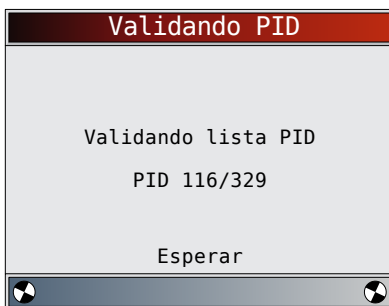 Validando PID
Validando lista PID
PID 116/329
Esperar